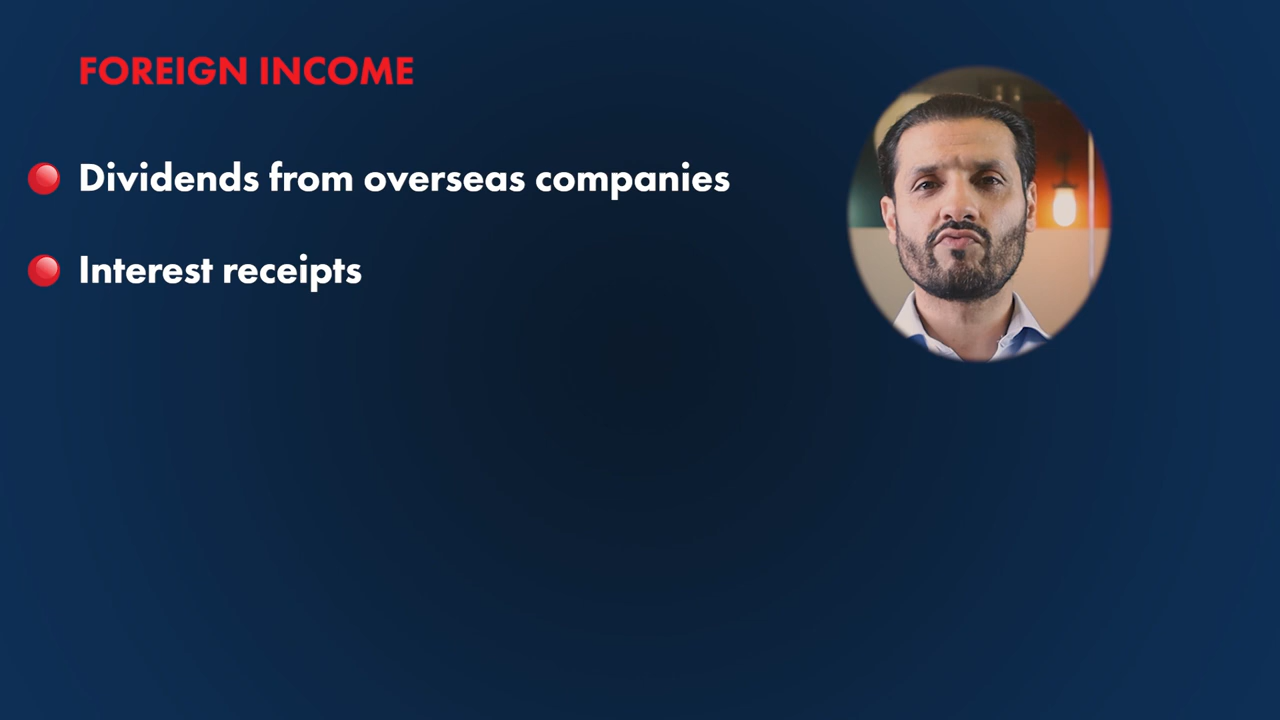 FOREIGN INCOME
Dividends from overseas companies
Interest receipts